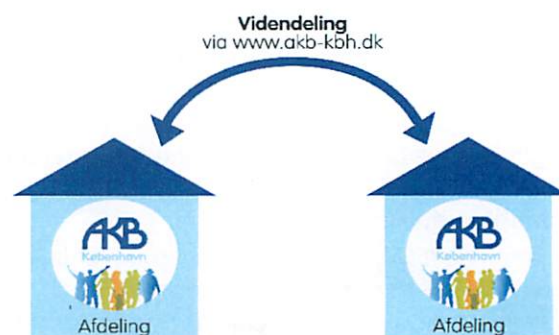 Videndeling
via www.akb-kbh.dk
AKB
København
Afdeling
AKB
København
Afdeling